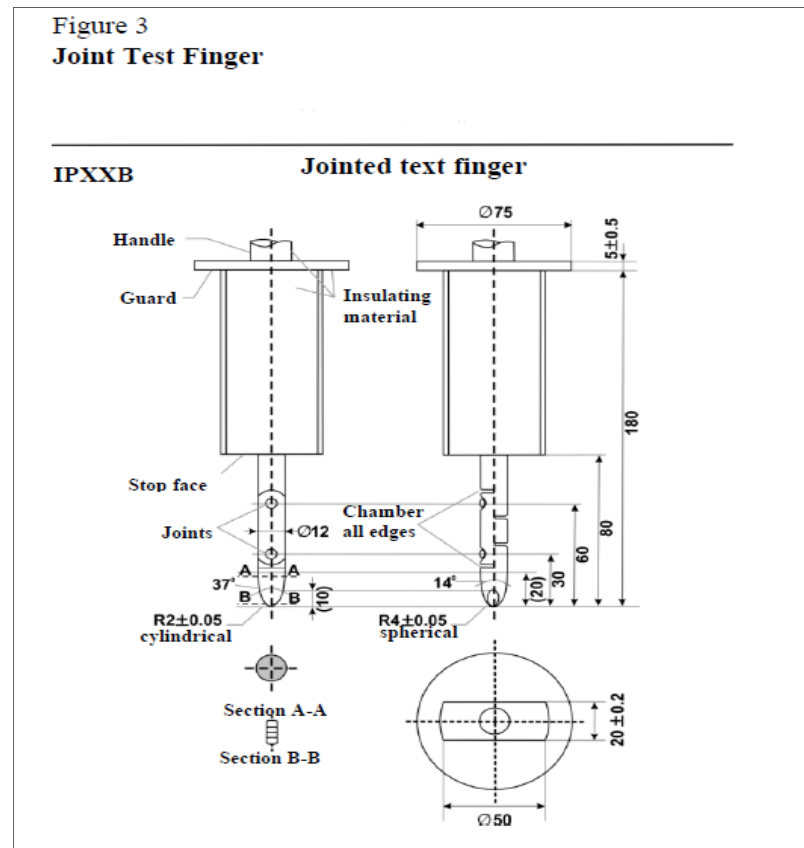 Figure 3
Joint Test Finger
IPXXB
Jointed text finger
Ø75
5±0.5
Handle
Guard
Insulating
material
180
Stop face
80
Joints
Chamber
all edges
Ø12
60
30
A A
37°
14°
(20)
B B
(10)
R2±0.05
cylindrical
R4±0.05
spherical
Section A-A
Section B-B
20±0.2
Ø50